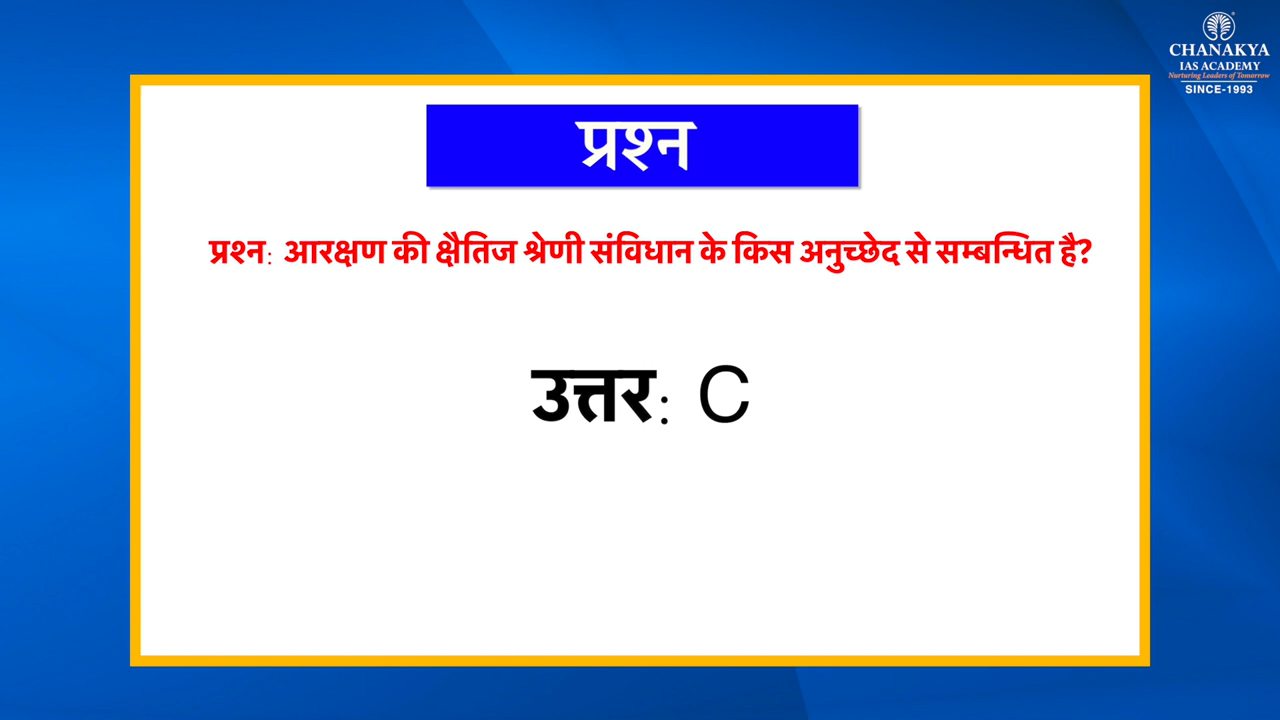 CHANAKYA
IAS ACADEMY
Nurturing Leaders of Tomorrow
SINCE-1993
प्रश्न
प्रश्न: आरक्षण की क्षैतिज श्रेणी संविधान के किस अनुच्छेद से सम्बन्धित है?
उत्तर: C